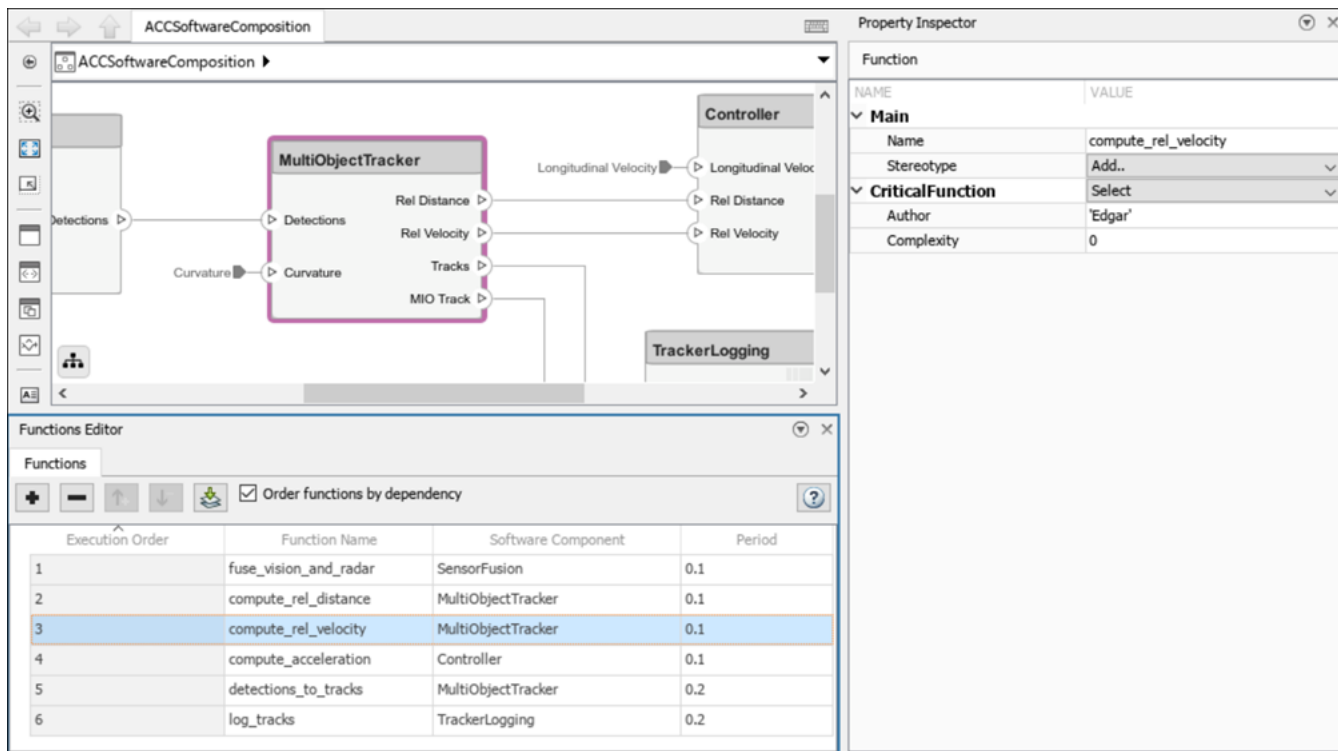 ACCSoftwareComposition
ACCSoftwareComposition
Detections
MultiObjectTracker
Detections
Curvature
Curvature
Rel Distance
Rel Velocity
Tracks
MIO Track
Controller
Longitudinal Velocity
Longitudinal Veloc
Rel Distance
Rel Velocity
TrackerLogging
Property Inspector
Function
NAME VALUE
Main
Name compute_rel_velocity
Stereotype Add..
CriticalFunction Select
Author 'Edgar'
Complexity 0
Functions Editor
Functions
Order functions by dependency
Execution Order Function Name Software Component Period
1 fuse_vision_and_radar SensorFusion 0.1
2 compute_rel_distance MultiObjectTracker 0.1
3 compute_rel_velocity MultiObjectTracker 0.1
4 compute_acceleration Controller 0.1
5 detections_to_tracks MultiObjectTracker 0.2
6 log_tracks TrackerLogging 0.2